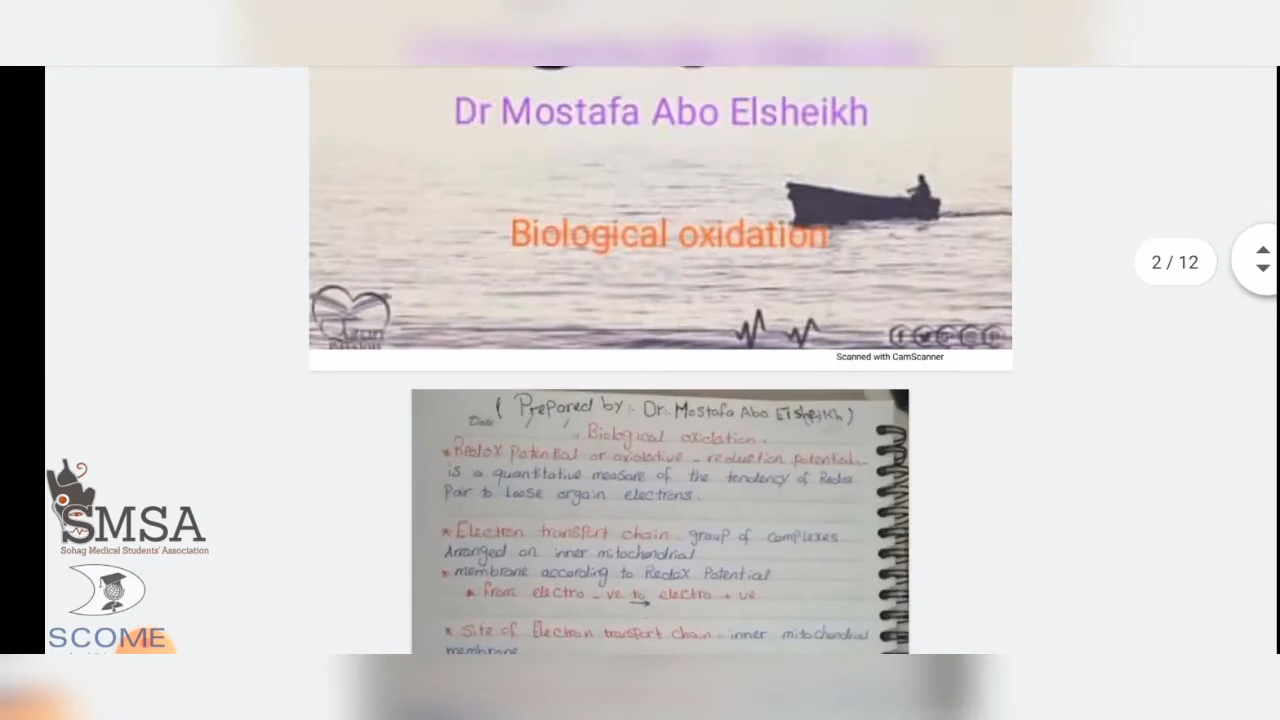 Dr Mostafa Abo Elsheikh
Biological oxidation
2 / 12
Scanned with CamScanner
( Prepared by:- Dr. Mostafa Abo Elsheikh)
Date
Biological oxidation.
* Redox Potential or oxidative - reduction potential.
is a quantitative measure of the tendency of Redox
Pair to Loose orgain electrons.
* Electron transport chain. group of complexes
Arranged on inner mitochondrial
* membrane according to Redox Potential
* from electro -ve to electro +ve
→
* Site of Electron transport chain. inner mitochondrial
membrane
SMSA
Sohag Medical Students' Association
SCOME